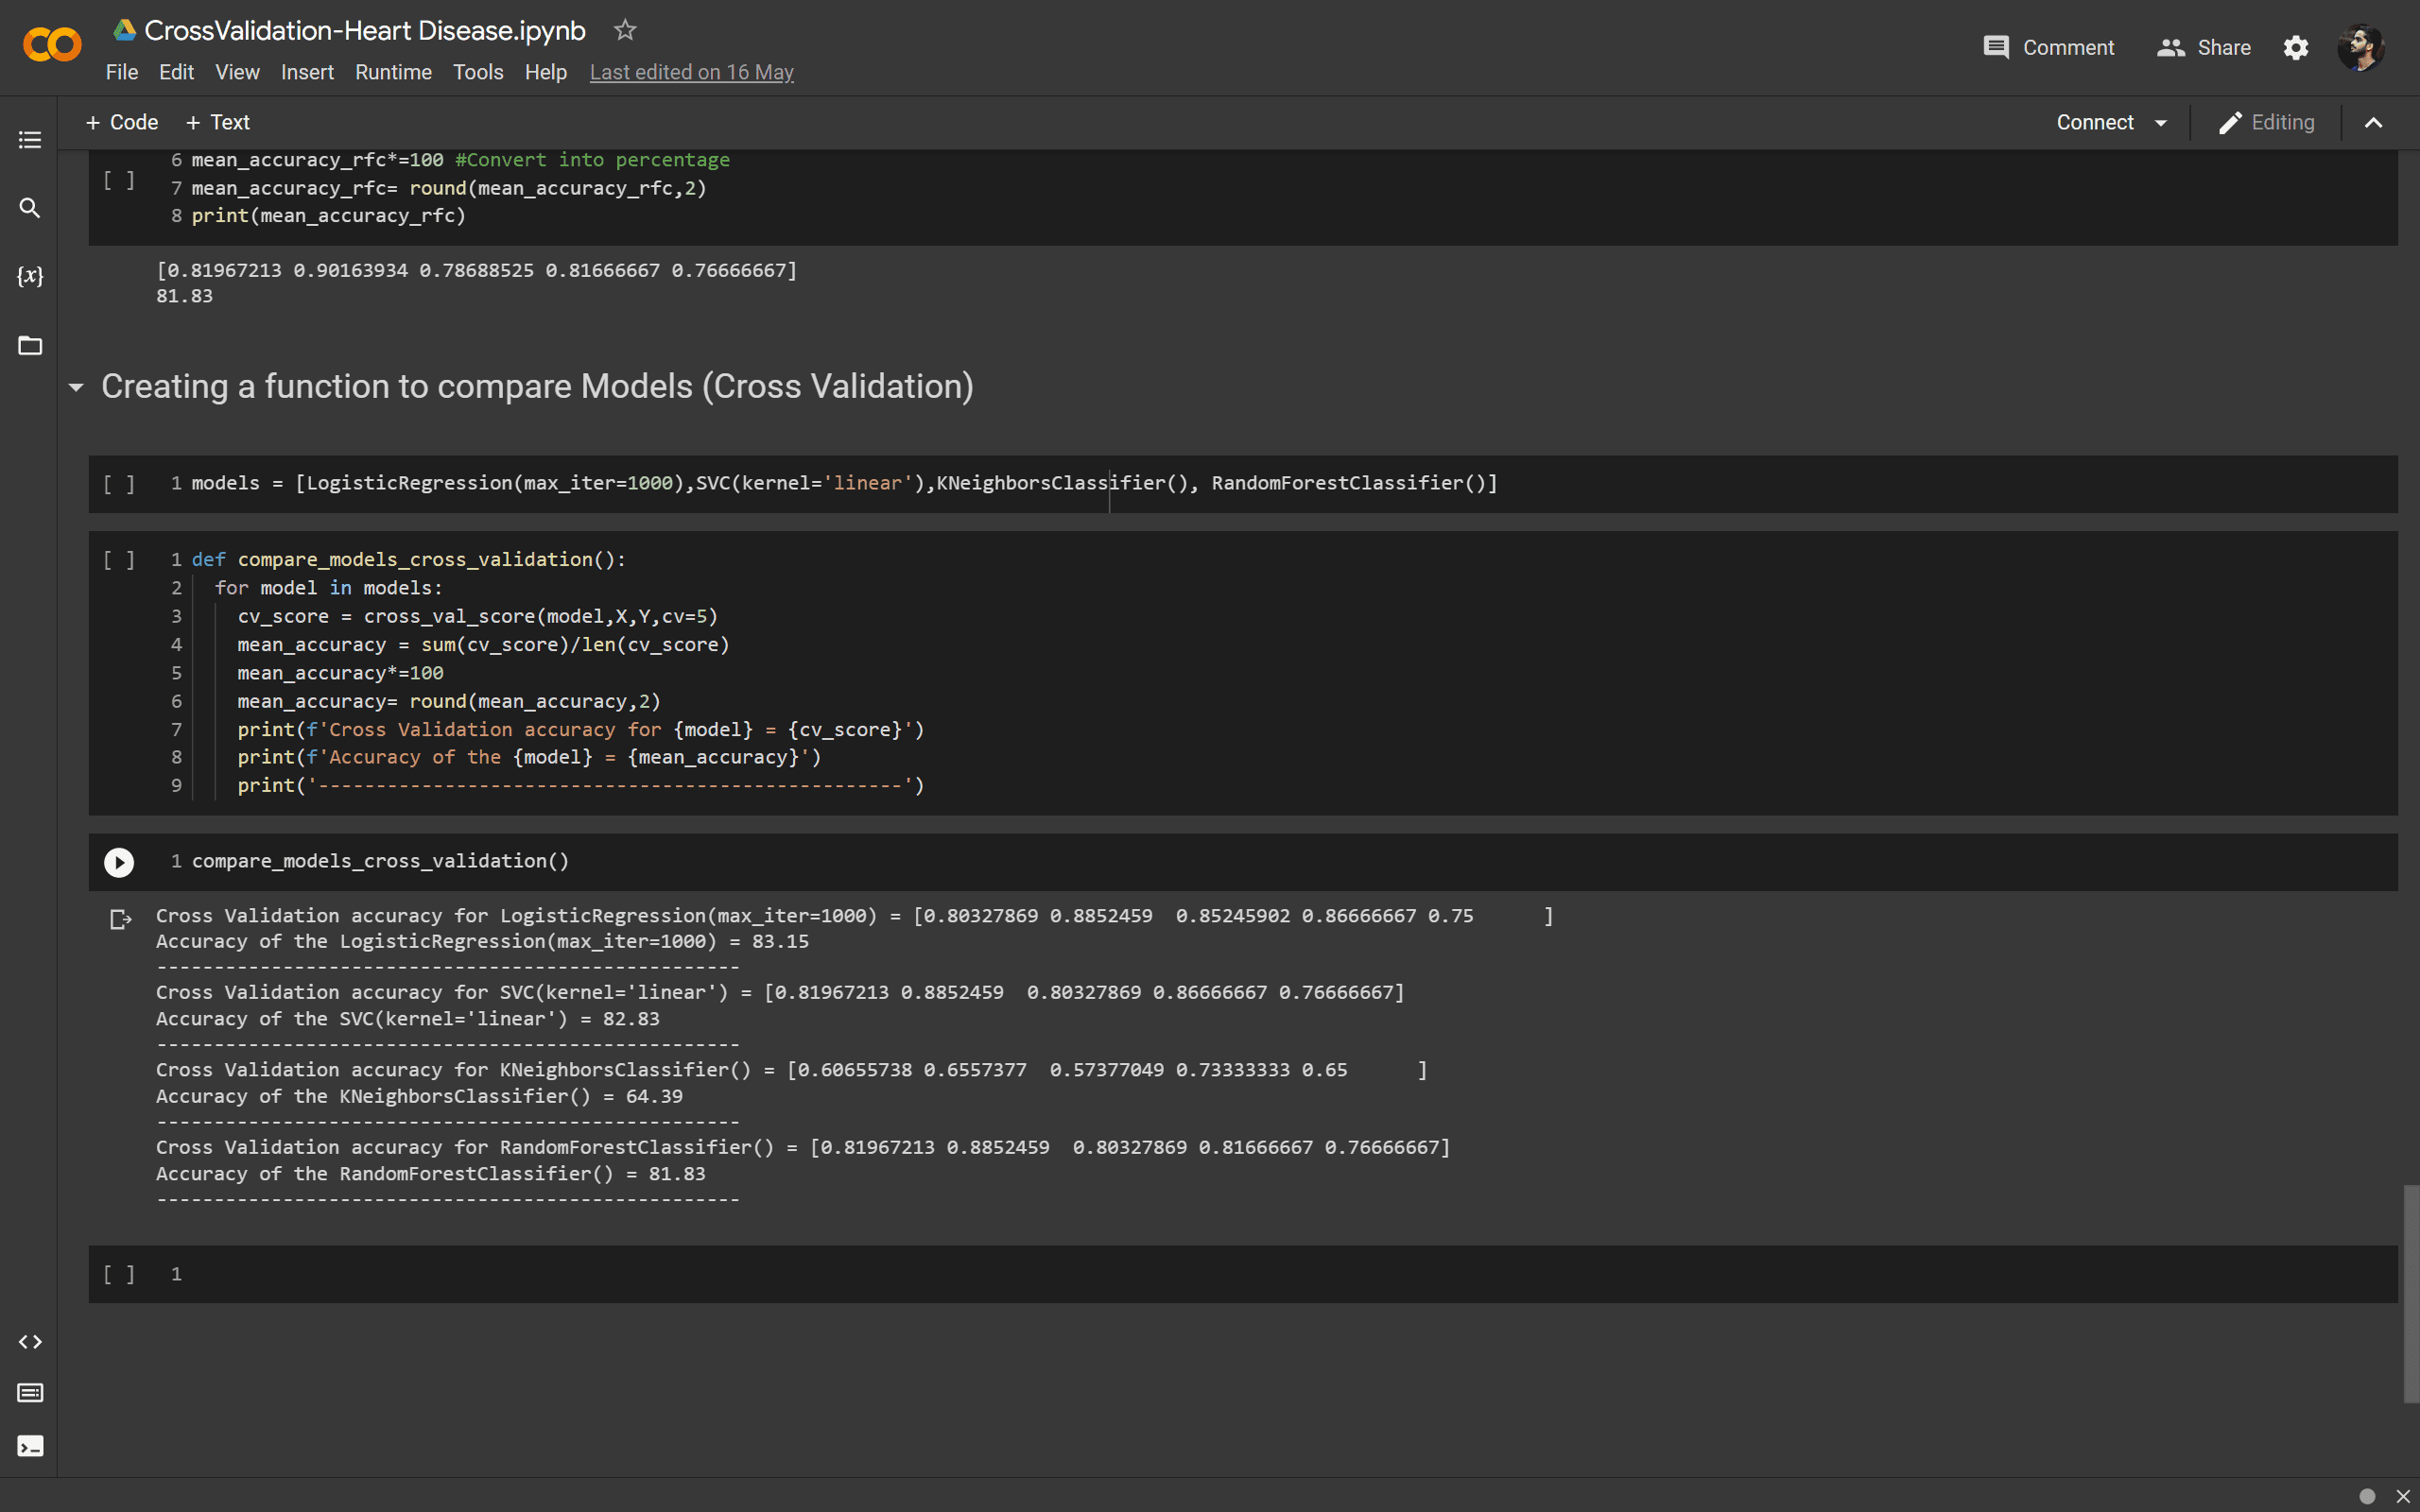 CrossValidation-Heart Disease.ipynb
File Edit View Insert Runtime Tools Help Last edited on 16 May
Comment Share
+ Code + Text
Connect Editing
6 mean_accuracy_rfc*=100 #Convert into percentage
[ ] 7 mean_accuracy_rfc= round(mean_accuracy_rfc,2)
8 print(mean_accuracy_rfc)
[0.81967213 0.90163934 0.78688525 0.81666667 0.76666667]
81.83
Creating a function to compare Models (Cross Validation)
[ ] 1 models = [LogisticRegression(max_iter=1000),SVC(kernel='linear'),KNeighborsClassifier(), RandomForestClassifier()]
[ ] 1 def compare_models_cross_validation():
2   for model in models:
3     cv_score = cross_val_score(model,X,Y,cv=5)
4     mean_accuracy = sum(cv_score)/len(cv_score)
5     mean_accuracy*=100
6     mean_accuracy= round(mean_accuracy,2)
7     print(f'Cross Validation accuracy for {model} = {cv_score}')
8     print(f'Accuracy of the {model} = {mean_accuracy}')
9     print('---------------------------------------------------')
1 compare_models_cross_validation()
Cross Validation accuracy for LogisticRegression(max_iter=1000) = [0.80327869 0.8852459  0.85245902 0.86666667 0.75      ]
Accuracy of the LogisticRegression(max_iter=1000) = 83.15
---------------------------------------------------
Cross Validation accuracy for SVC(kernel='linear') = [0.81967213 0.8852459  0.80327869 0.86666667 0.76666667]
Accuracy of the SVC(kernel='linear') = 82.83
---------------------------------------------------
Cross Validation accuracy for KNeighborsClassifier() = [0.60655738 0.6557377  0.57377049 0.73333333 0.65      ]
Accuracy of the KNeighborsClassifier() = 64.39
---------------------------------------------------
Cross Validation accuracy for RandomForestClassifier() = [0.81967213 0.8852459  0.80327869 0.81666667 0.76666667]
Accuracy of the RandomForestClassifier() = 81.83
---------------------------------------------------
[ ] 1